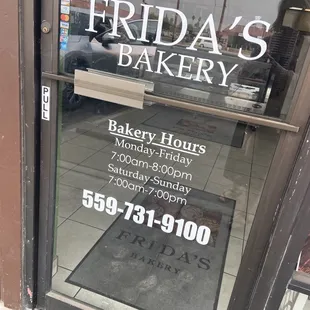 FRIDA'S
BAKERY
PULL
Bakery Hours
Monday-Friday
7:00am-8:00pm
Saturday-Sunday
7:00am-7:00pm
559-731-9100
FRIDA'S
BAKERY